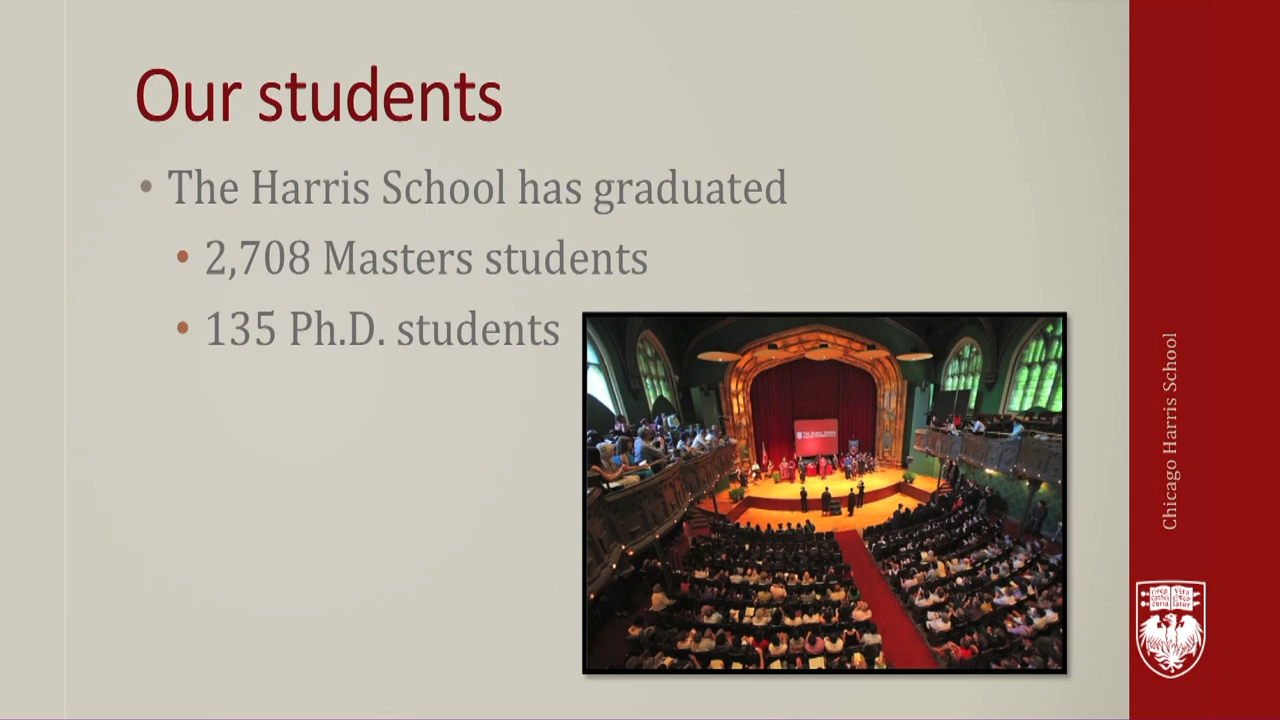 Our students
• The Harris School has graduated
• 2,708 Masters students
• 135 Ph.D. students
Chicago Harris School